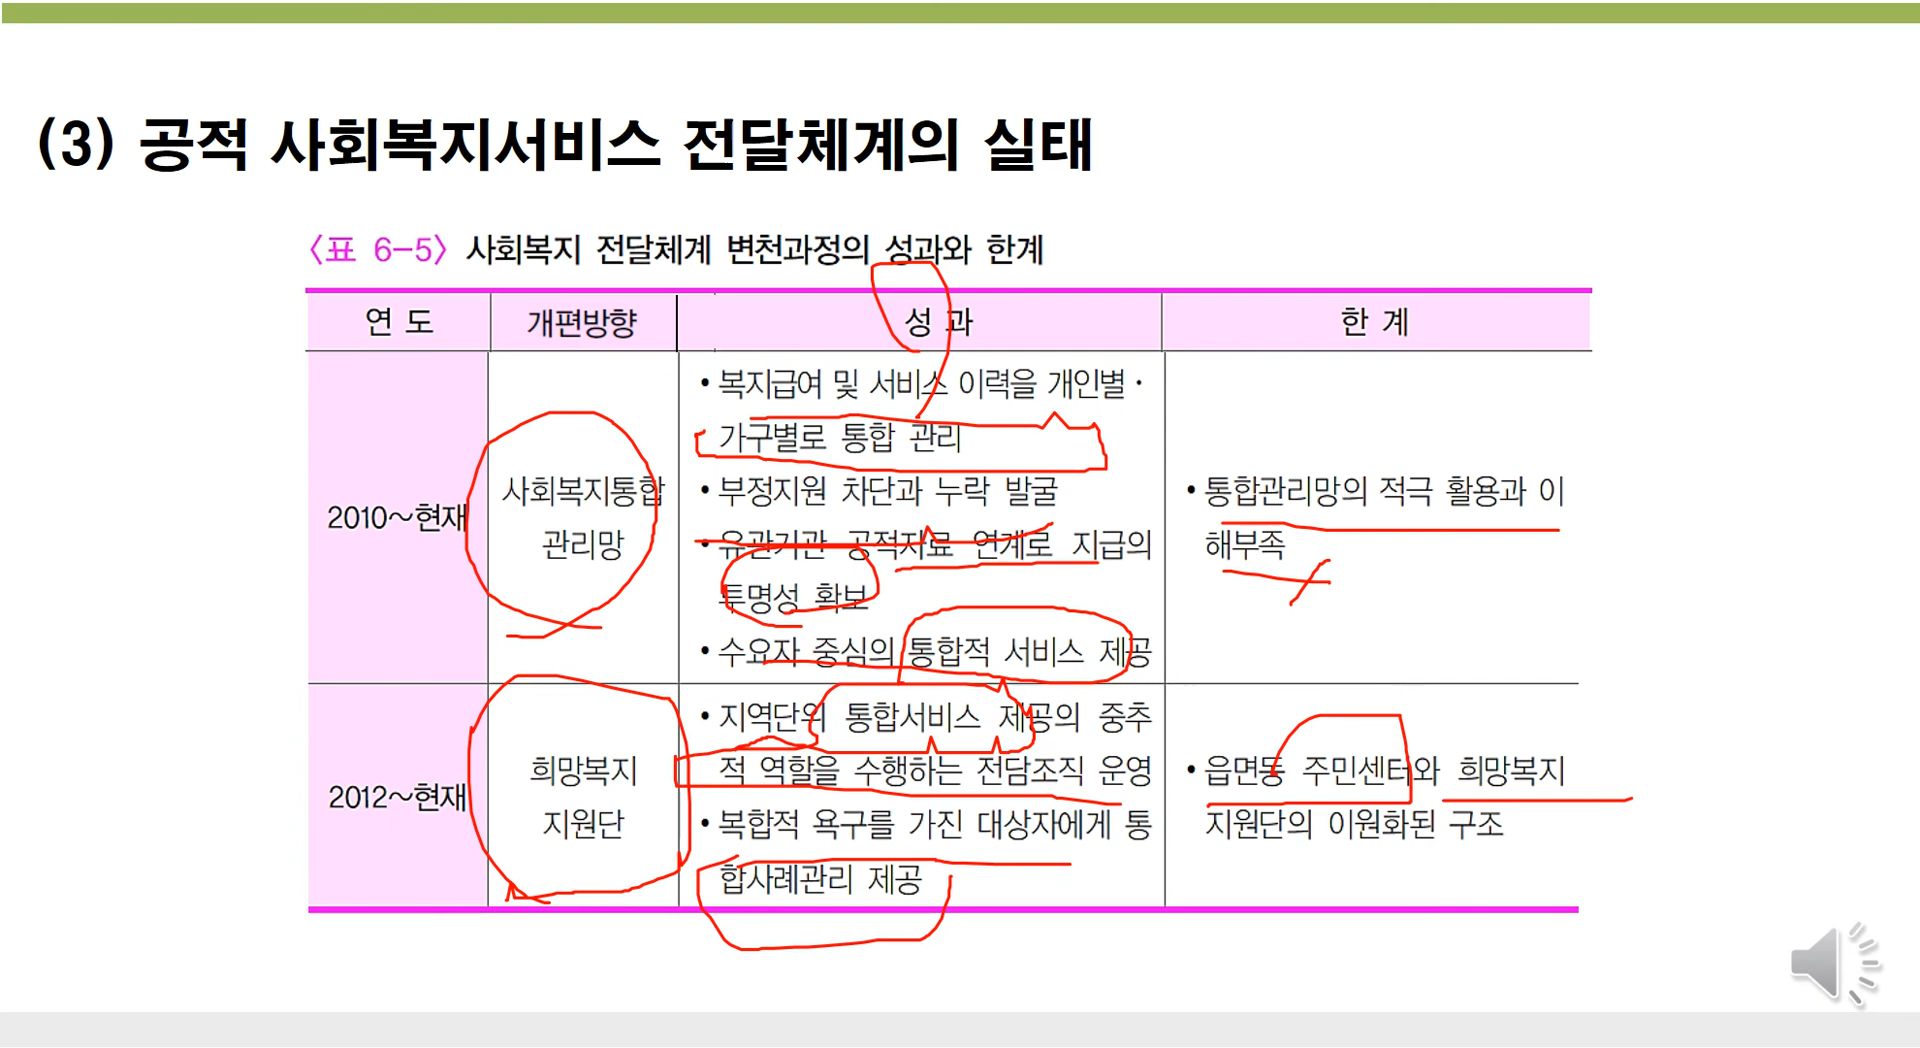 (3) 공적 사회복지서비스 전달체계의 실태
〈표 6-5〉 사회복지 전달체계 변천과정의 성과와 한계
연 도
개편방향
성 과
한 계
2010~현재
사회복지통합
관리망
• 복지급여 및 서비스 이력을 개인별·
가구별로 통합 관리
• 부정지원 차단과 누락 발굴
• 유관기관 공적자료 연계로 지급의
투명성 확보
• 수요자 중심의 통합적 서비스 제공
• 통합관리망의 적극 활용과 이
해부족
2012~현재
희망복지
지원단
• 지역단위 통합서비스 제공의 중추
적 역할을 수행하는 전담조직 운영
• 복합적 욕구를 가진 대상자에게 통
합사례관리 제공
• 읍면동 주민센터와 희망복지
지원단의 이원화된 구조